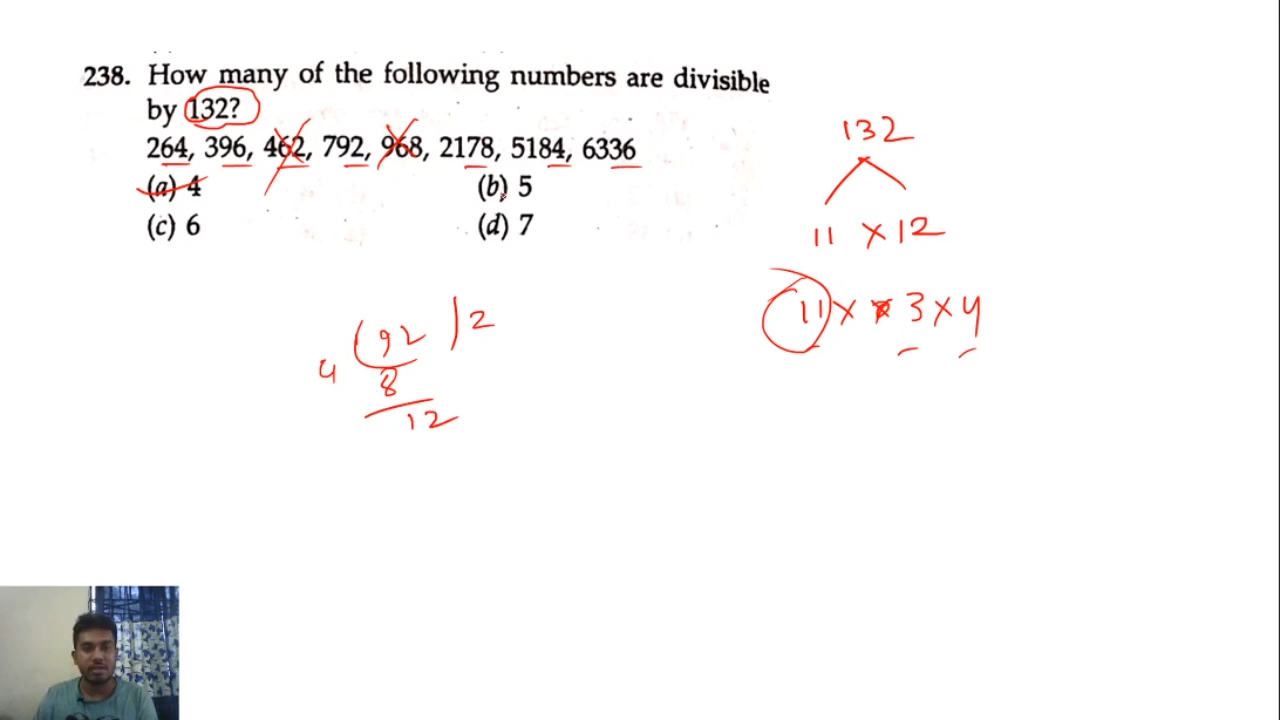 238. How many of the following numbers are divisible
by 132?
264, 396, 462, 792, 968, 2178, 5184, 6336
(a) 4 (b) 5
(c) 6 (d) 7
132
11 × 12
11 × 3 × 4
4 ( 92 ) 2
8
12